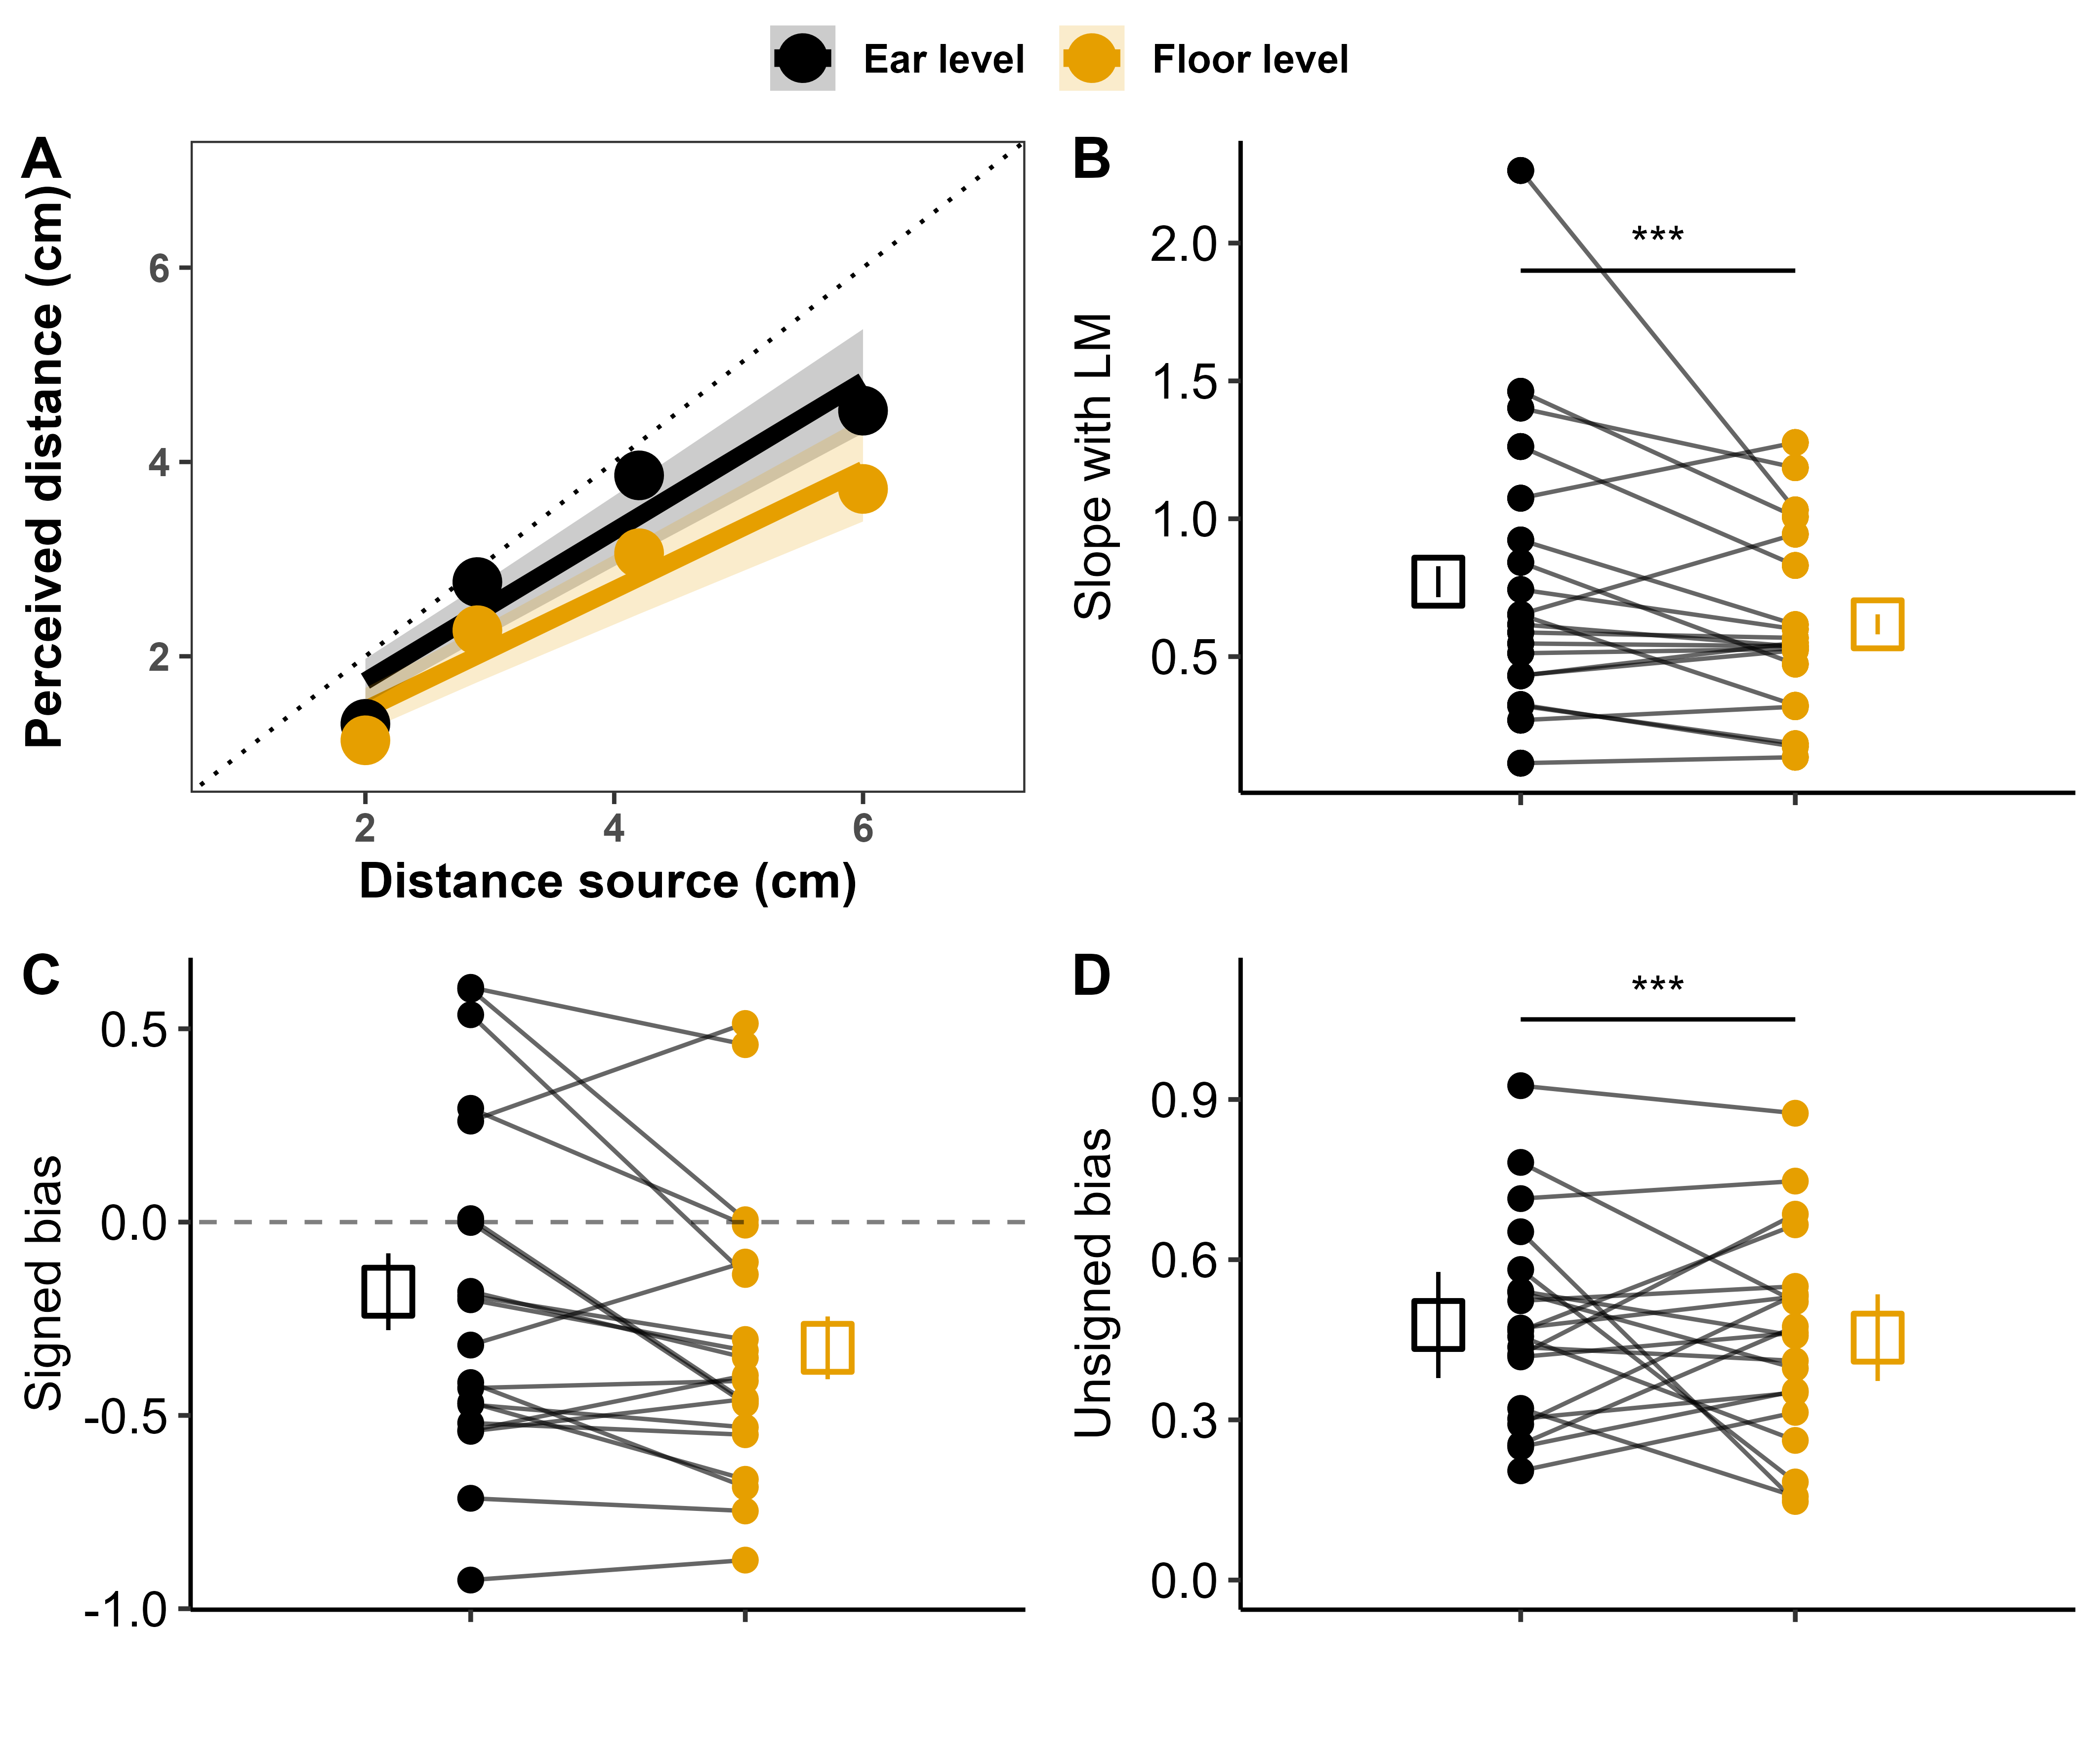 Ear level
Floor level
A
Perceived distance (cm)
6
4
2
2
4
6
Distance source (cm)
B
Slope with LM
2.0
1.5
1.0
0.5
***
C
Signed bias
0.5
0.0
-0.5
-1.0
D
Unsigned bias
0.9
0.6
0.3
0.0
***